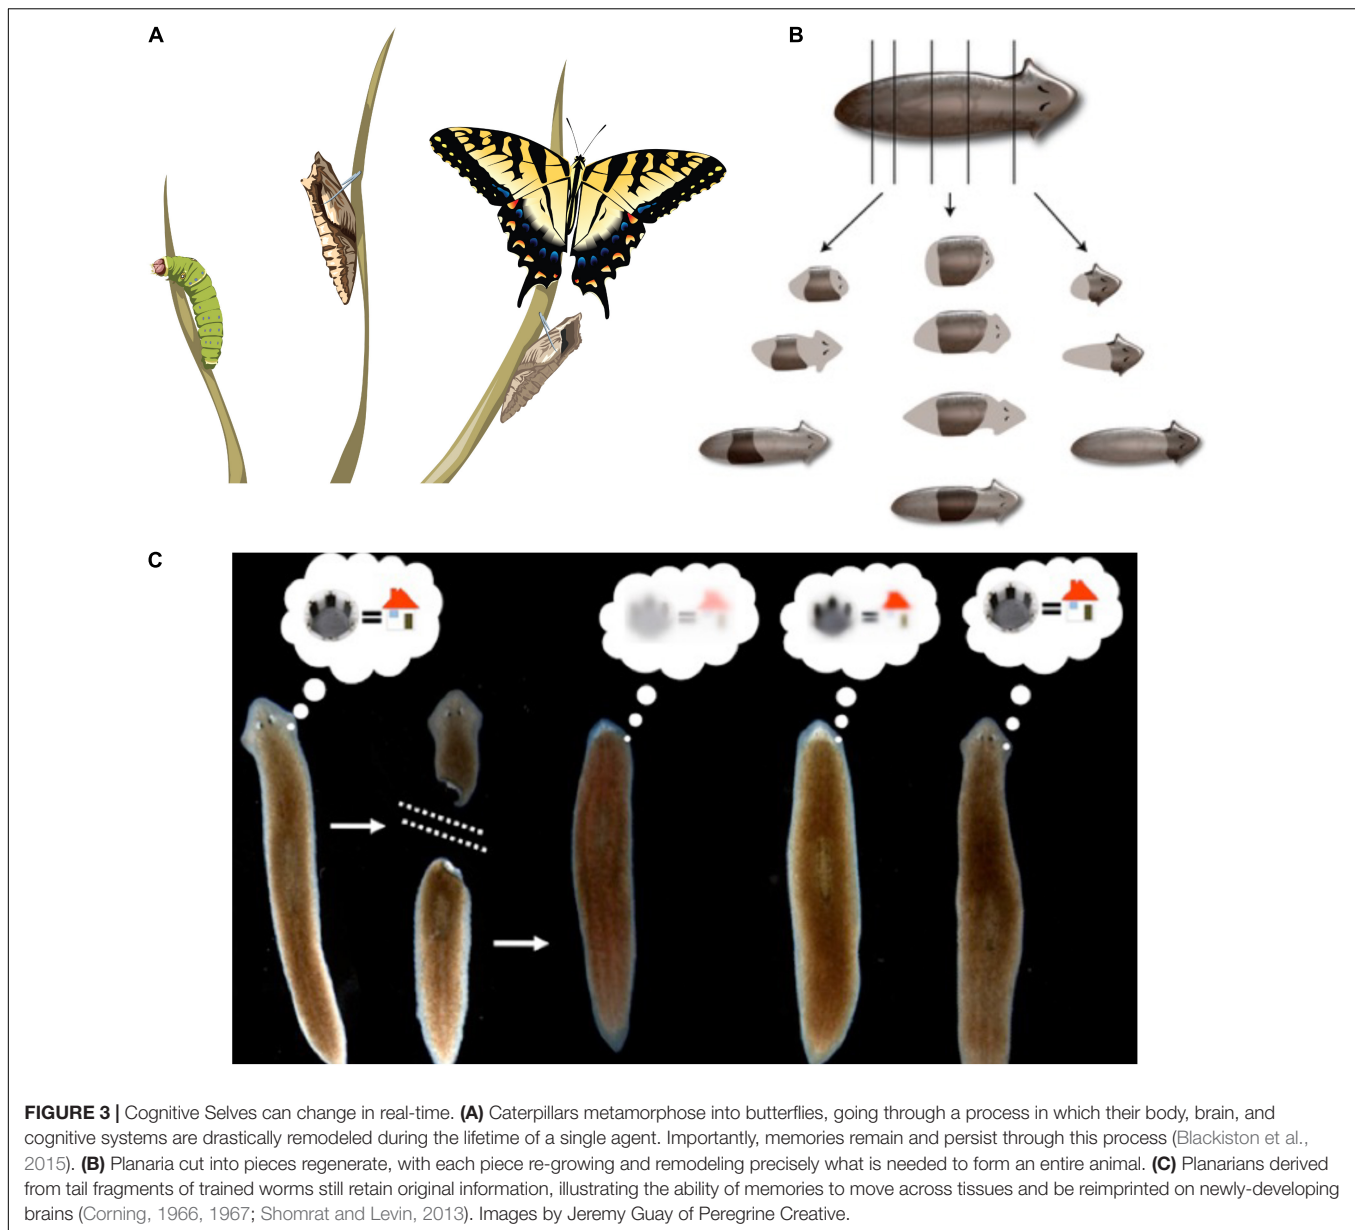 A
B
C
FIGURE 3 | Cognitive Selves can change in real-time. (A) Caterpillars metamorphose into butterflies, going through a process in which their body, brain, and
cognitive systems are drastically remodeled during the lifetime of a single agent. Importantly, memories remain and persist through this process (Blackiston et al.,
2015). (B) Planaria cut into pieces regenerate, with each piece re-growing and remodeling precisely what is needed to form an entire animal. (C) Planarians derived
from tail fragments of trained worms still retain original information, illustrating the ability of memories to move across tissues and be reimprinted on newly-developing
brains (Corning, 1966, 1967; Shomrat and Levin, 2013). Images by Jeremy Guay of Peregrine Creative.